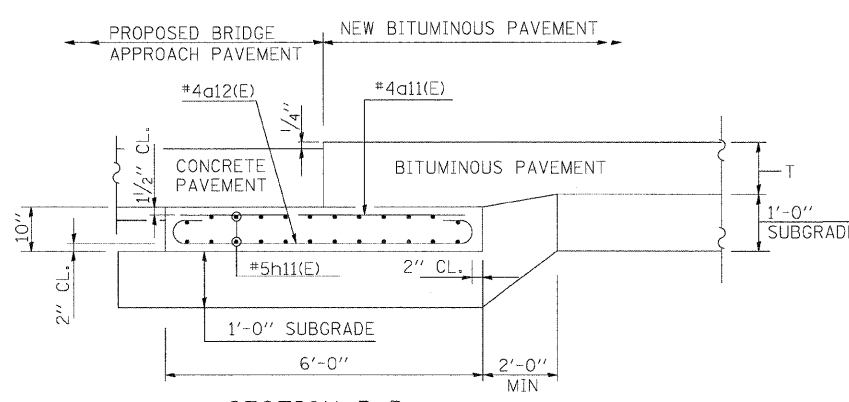 PROPOSED BRIDGE
APPROACH PAVEMENT
NEW BITUMINOUS PAVEMENT
#4a12(E)
#4a11(E)
1/4"
1 1/2" CL.
CONCRETE
PAVEMENT
BITUMINOUS PAVEMENT
T
10"
1'-0"
SUBGRADE
#5h11(E)
2" CL.
2" CL.
1'-0" SUBGRADE
6'-0"
2'-0"
MIN